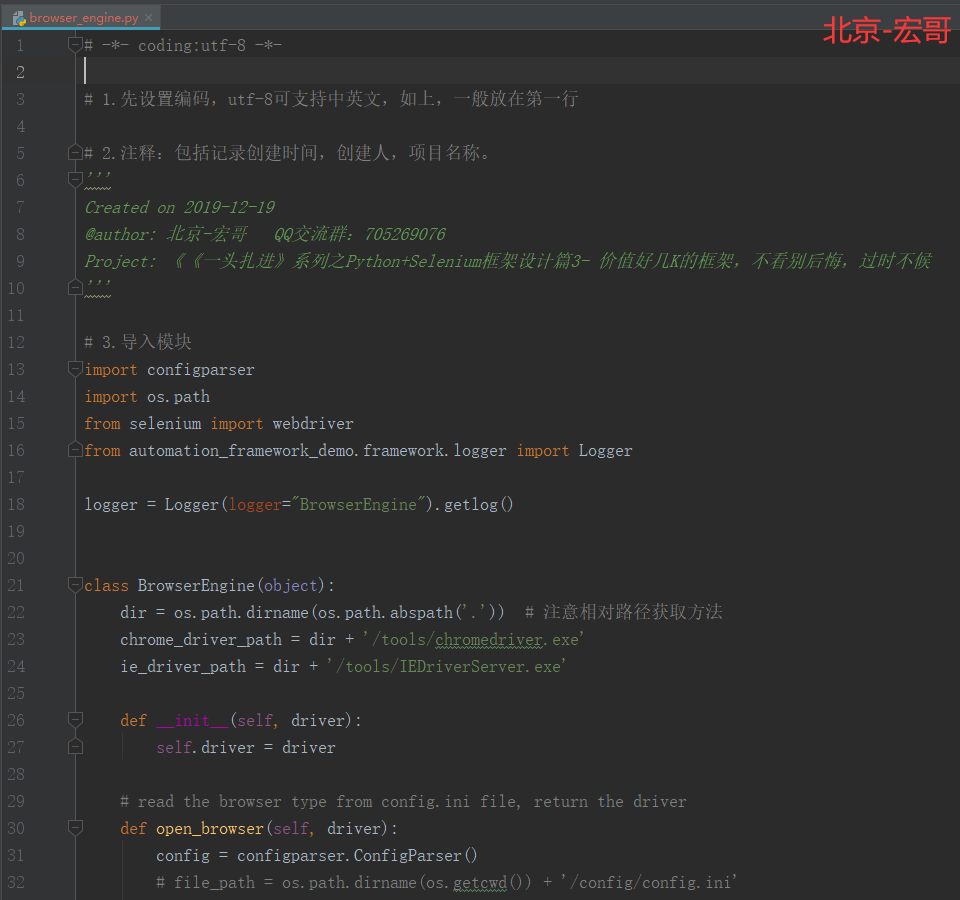 browser_engine.py
北京-宏哥
1 # -*- coding:utf-8 -*-
2
3 # 1.先设置编码，utf-8可支持中英文，如上，一般放在第一行
4
5 # 2.注释：包括记录创建时间，创建人，项目名称。
6 '''
7 Created on 2019-12-19
8 @author: 北京-宏哥   QQ交流群：705269076
9 Project: 《《一头扎进》系列之Python+Selenium框架设计篇3- 价值好几K的框架，不看别后悔，过时不候
10 '''
11
12 # 3.导入模块
13 import configparser
14 import os.path
15 from selenium import webdriver
16 from automation_framework_demo.framework.logger import Logger
17
18 logger = Logger(logger="BrowserEngine").getlog()
19
20
21 class BrowserEngine(object):
22     dir = os.path.dirname(os.path.abspath('.'))  # 注意相对路径获取方法
23     chrome_driver_path = dir + '/tools/chromedriver.exe'
24     ie_driver_path = dir + '/tools/IEDriverServer.exe'
25
26     def __init__(self, driver):
27         self.driver = driver
28
29     # read the browser type from config.ini file, return the driver
30     def open_browser(self, driver):
31         config = configparser.ConfigParser()
32         # file_path = os.path.dirname(os.getcwd()) + '/config/config.ini'